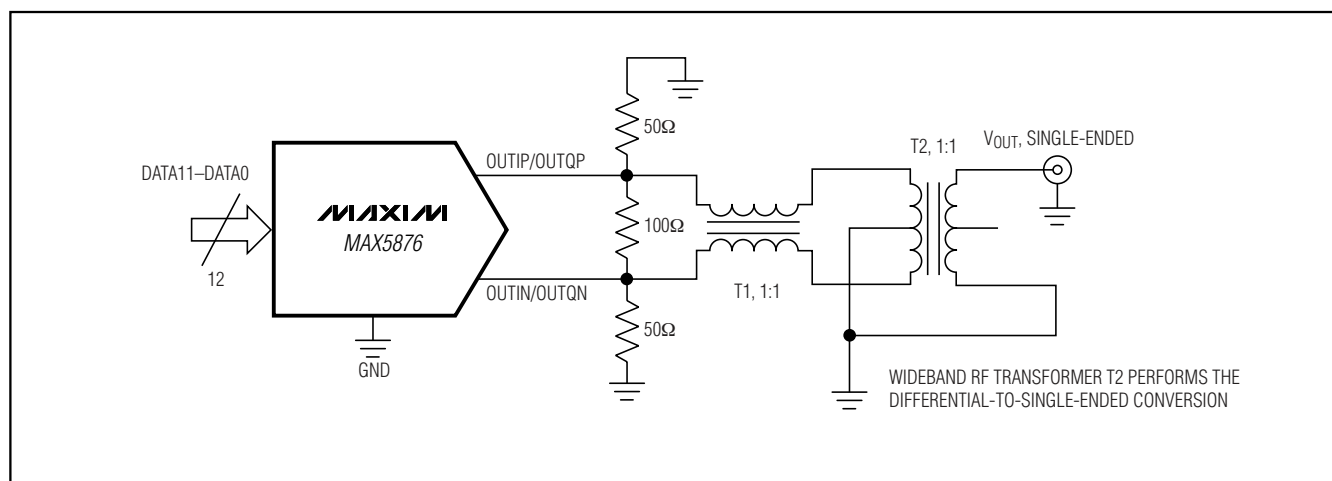 50Ω
T2, 1:1
VOUT, SINGLE-ENDED
DATA11–DATA0
OUTIP/OUTQP
MAXIM
MAX5876
100Ω
12
OUTIN/OUTQN
T1, 1:1
50Ω
GND
WIDEBAND RF TRANSFORMER T2 PERFORMS THE
DIFFERENTIAL-TO-SINGLE-ENDED CONVERSION